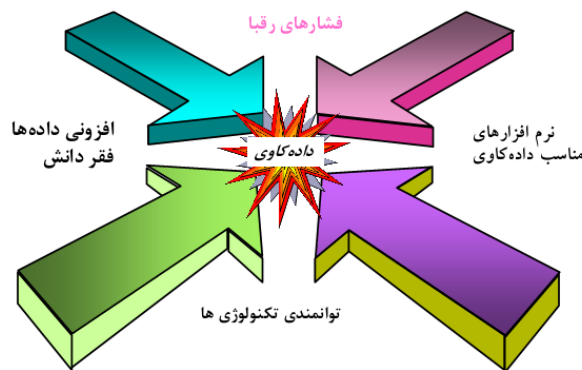 فشارهای رقبا
افزونی داده‌ها
فقر دانش
داده‌کاوی
نرم افزارهای
مناسب داده‌کاوی
توانمندی تکنولوژی ها